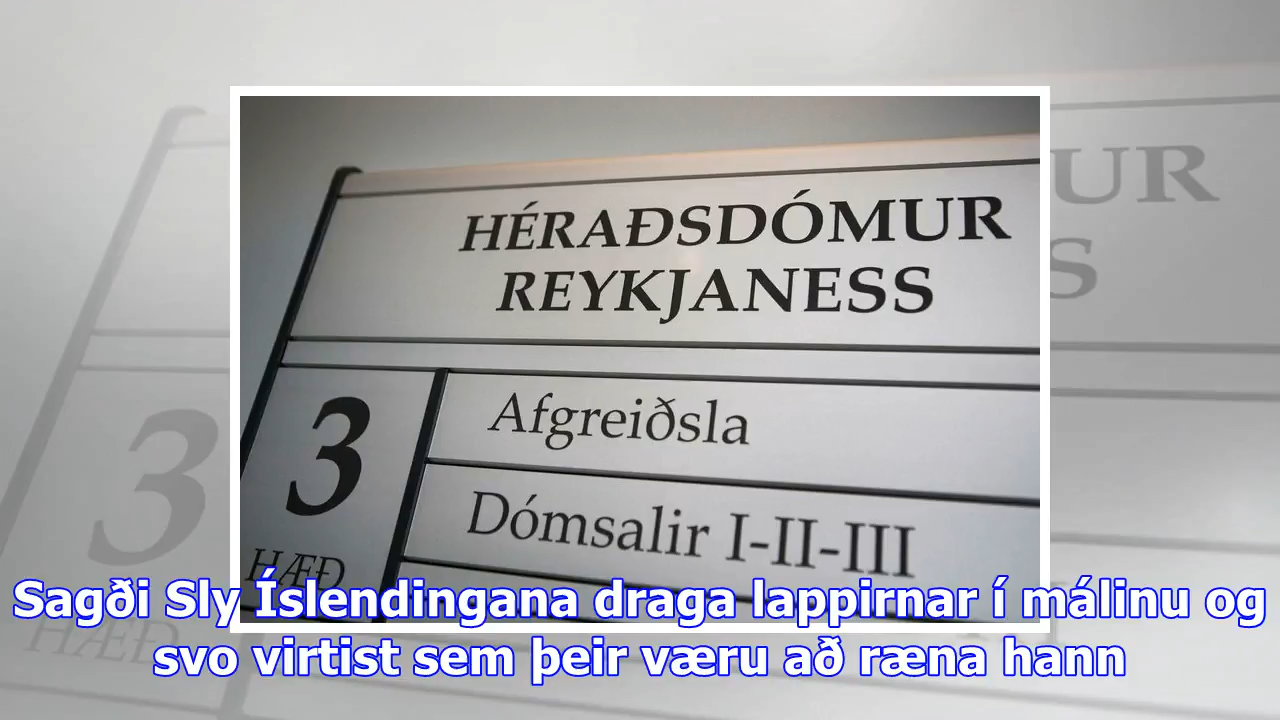 HÉRAÐSDÓMUR
REYKJANESS
3
HÆÐ
Afgreiðsla
Dómsalir I-II-III
Sagði Sly Íslendingana draga lappirnar í málinu og
svo virtist sem þeir væru að ræna hann